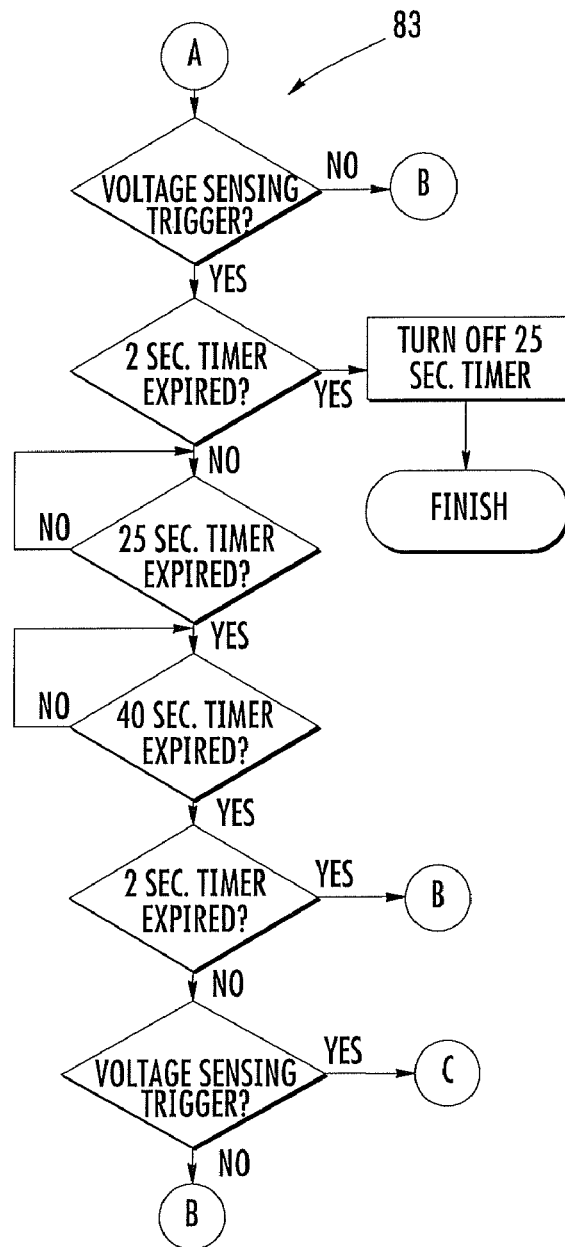 83
A
VOLTAGE SENSING
TRIGGER?
NO
B
YES
2 SEC. TIMER
EXPIRED?
YES
TURN OFF 25
SEC. TIMER
FINISH
NO
25 SEC. TIMER
EXPIRED?
NO
YES
40 SEC. TIMER
EXPIRED?
NO
YES
2 SEC. TIMER
EXPIRED?
YES
B
NO
VOLTAGE SENSING
TRIGGER?
YES
C
NO
B